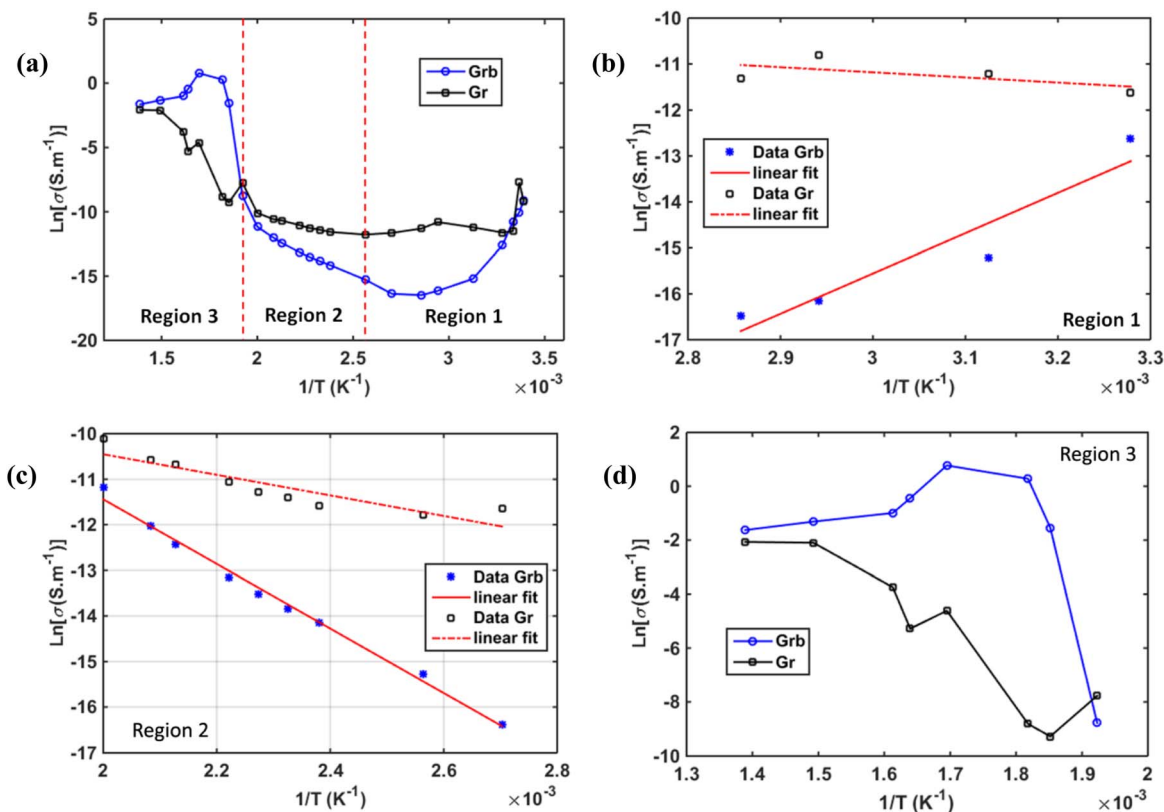 (a)
5
0
-5
-10
-15
-20
Ln[σ(S.m⁻¹)]
Grb
Gr
Region 3
Region 2
Region 1
1.5 2 2.5 3 3.5
1/T (K⁻¹)
×10⁻³
(b)
-10
-11
-12
-13
-14
-15
-16
-17
Ln[σ(S.m⁻¹)]
Data Grb
linear fit
Data Gr
linear fit
Region 1
2.8 2.9 3 3.1 3.2 3.3
1/T (K⁻¹)
×10⁻³
(c)
-10
-11
-12
-13
-14
-15
-16
-17
Ln[σ(S.m⁻¹)]
Data Grb
linear fit
Data Gr
linear fit
Region 2
2 2.2 2.4 2.6 2.8
1/T (K⁻¹)
×10⁻³
(d)
2
0
-2
-4
-6
-8
-10
Ln[σ(S.m⁻¹)]
Region 3
Grb
Gr
1.3 1.4 1.5 1.6 1.7 1.8 1.9 2
1/T (K⁻¹)
×10⁻³